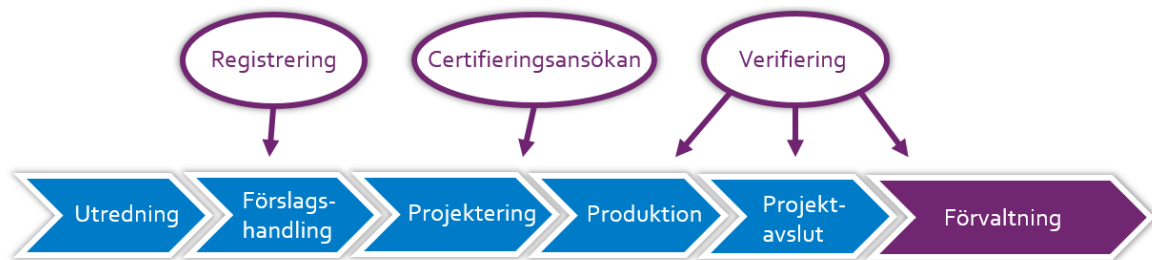 Registrering
Certifieringsansökan
Verifiering
Utredning
Förslags-
handling
Projektering
Produktion
Projekt-
avslut
Förvaltning